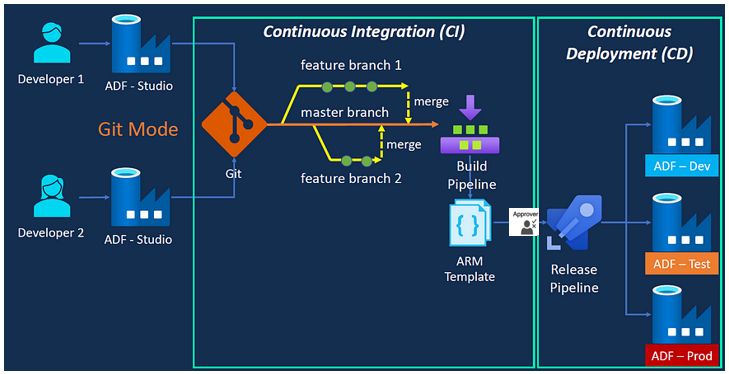 Continuous Integration (CI)
Continuous
Deployment (CD)
Developer 1
ADF - Studio
feature branch 1
merge
master branch
Git Mode
Git
merge
feature branch 2
Build
Pipeline
ADF – Dev
Developer 2
ADF - Studio
{ }
ARM
Template
Approver
Release
Pipeline
ADF – Test
ADF – Prod